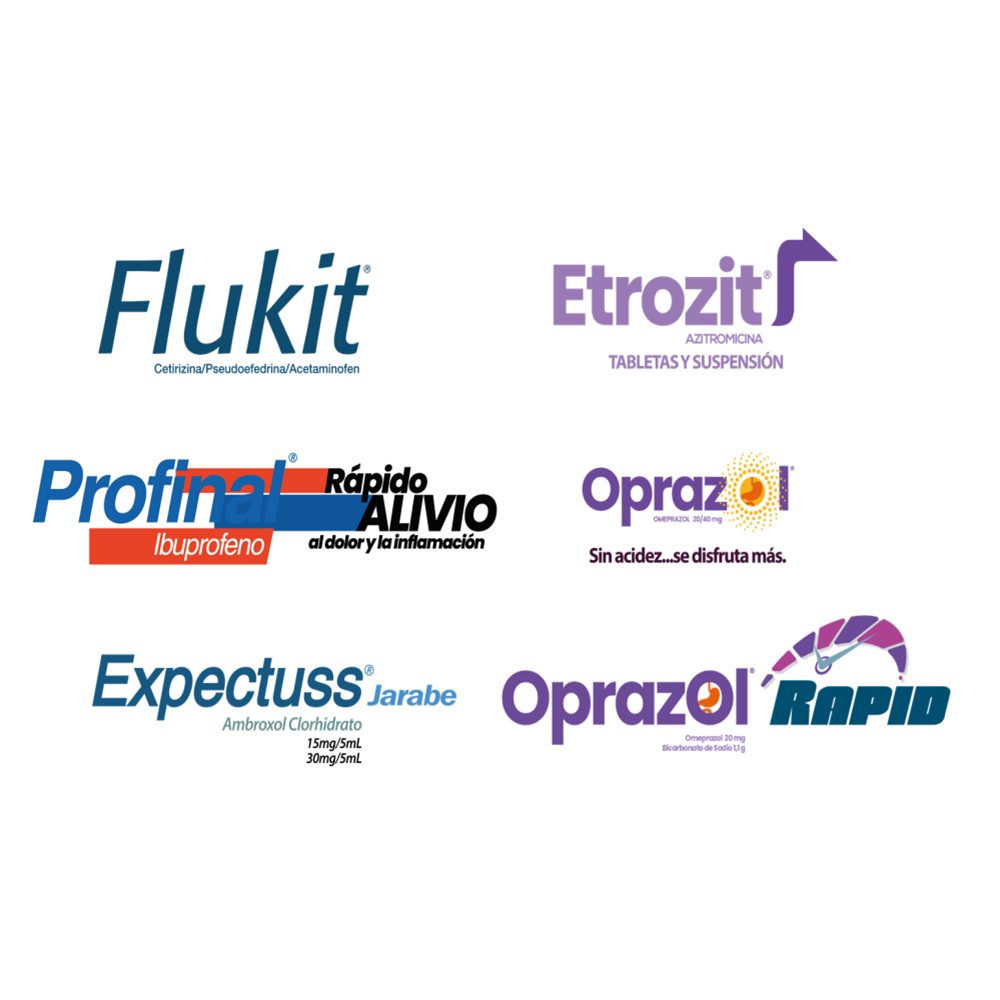 Flukit®
Cetirizina/Pseudoefedrina/Acetaminofen
Etrozit®
AZITROMICINA
TABLETAS Y SUSPENSIÓN
Profinal®
Ibuprofeno
Rápido
ALIVIO
al dolor y la inflamación
Oprazol®
OMEPRAZOL 20/40 mg
Sin acidez...se disfruta más.
Expectuss® Jarabe
Ambroxol Clorhidrato
15mg/5mL
30mg/5mL
Oprazol® RAPID
Omeprazol 20 mg
Bicarbonato de Sodio 1,1 g